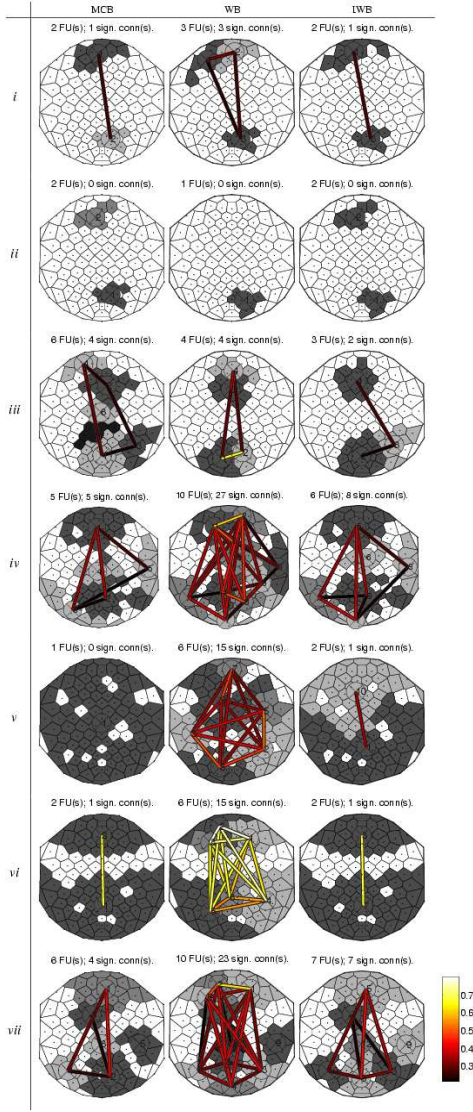 MCB WB IWB
2 FU(s); 1 sign. conn(s). 3 FU(s); 3 sign. conn(s). 2 FU(s); 1 sign. conn(s).
i
2 FU(s); 0 sign. conn(s). 1 FU(s); 0 sign. conn(s). 2 FU(s); 0 sign. conn(s).
ii
6 FU(s); 4 sign. conn(s). 4 FU(s); 4 sign. conn(s). 3 FU(s); 2 sign. conn(s).
iii
5 FU(s); 5 sign. conn(s). 10 FU(s); 27 sign. conn(s). 6 FU(s); 8 sign. conn(s).
iv
1 FU(s); 0 sign. conn(s). 6 FU(s); 15 sign. conn(s). 2 FU(s); 1 sign. conn(s).
v
2 FU(s); 1 sign. conn(s). 6 FU(s); 15 sign. conn(s). 2 FU(s); 1 sign. conn(s).
vi
6 FU(s); 4 sign. conn(s). 10 FU(s); 23 sign. conn(s). 7 FU(s); 7 sign. conn(s).
vii
0.7
0.6
0.5
0.4
0.3